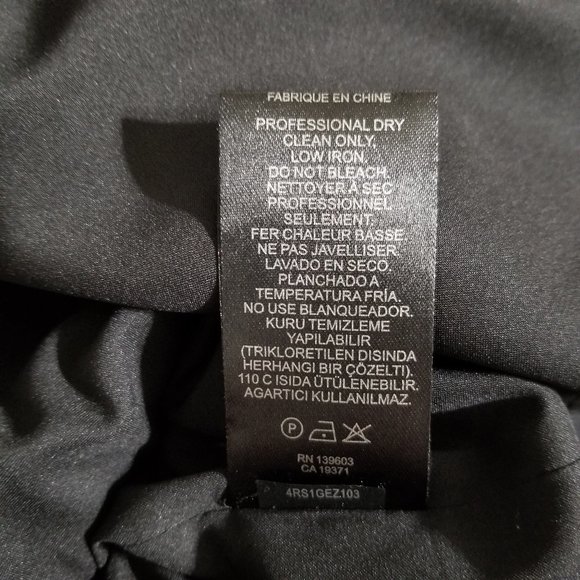 FABRIQUE EN CHINE
PROFESSIONAL DRY
CLEAN ONLY.
LOW IRON.
DO NOT BLEACH.
NETTOYER À SEC
PROFESSIONNEL
SEULEMENT.
FER CHALEUR BASSE.
NE PAS JAVELLISER.
LAVADO EN SECO.
PLANCHADO A
TEMPERATURA FRÍA.
NO USE BLANQUEADOR.
KURU TEMIZLEME
YAPILABILIR
(TRIKLORETILEN DISINDA
HERHANGI BIR ÇÖZELTI).
110 C ISIDA ÜTÜLENEBILIR.
AGARTICI KULLANILMAZ.
P
RN 139603
CA 19371
4RS1GEZ103